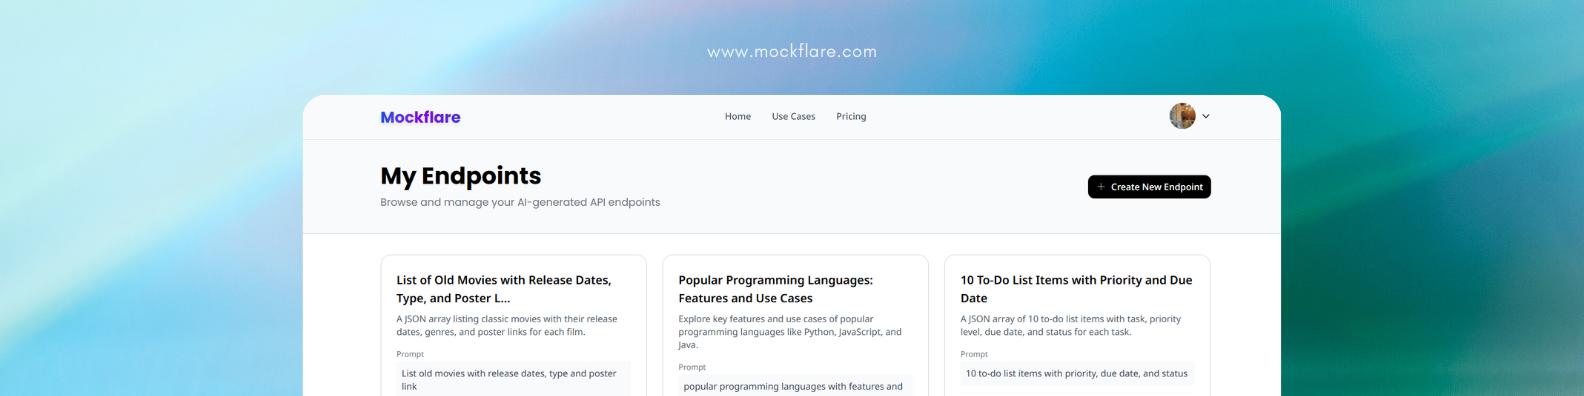 www.mockflare.com
Mockflare
Home
Use Cases
Pricing
My Endpoints
Browse and manage your AI-generated API endpoints
+ Create New Endpoint
List of Old Movies with Release Dates,
Type, and Poster L...
A JSON array listing classic movies with their release
dates, genres, and poster links for each film.
Prompt
List old movies with release dates, type and poster
link
Popular Programming Languages:
Features and Use Cases
Explore key features and use cases of popular
programming languages like Python, JavaScript, and
Java.
Prompt
popular programming languages with features and
10 To-Do List Items with Priority and Due
Date
A JSON array of 10 to-do list items with task, priority
level, due date, and status for each task.
Prompt
10 to-do list items with priority, due date, and status